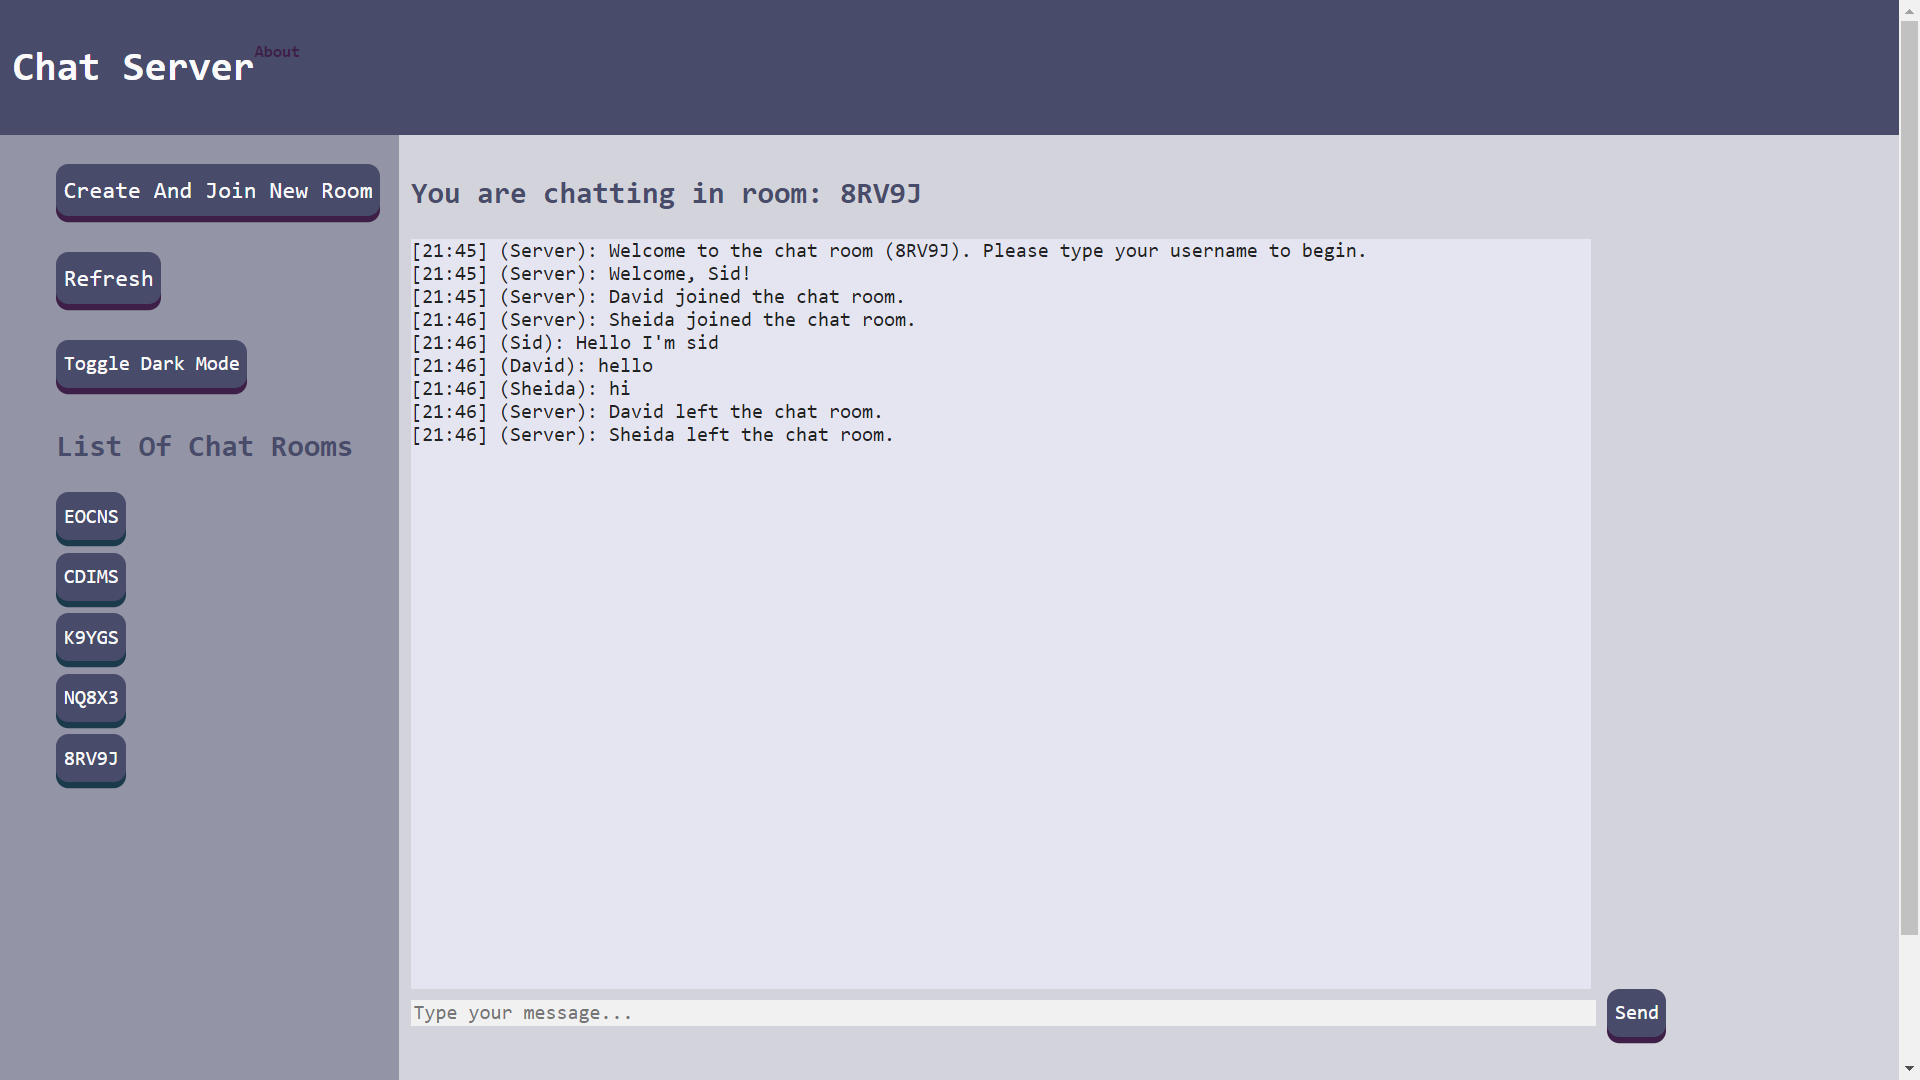 Chat Server
About
Create And Join New Room
Refresh
Toggle Dark Mode
List Of Chat Rooms
EOCNS
CDIMS
K9YGS
NQ8X3
8RV9J
You are chatting in room: 8RV9J
[21:45] (Server): Welcome to the chat room (8RV9J). Please type your username to begin.
[21:45] (Server): Welcome, Sid!
[21:45] (Server): David joined the chat room.
[21:46] (Server): Sheida joined the chat room.
[21:46] (Sid): Hello I'm sid
[21:46] (David): hello
[21:46] (Sheida): hi
[21:46] (Server): David left the chat room.
[21:46] (Server): Sheida left the chat room.
Type your message...
Send